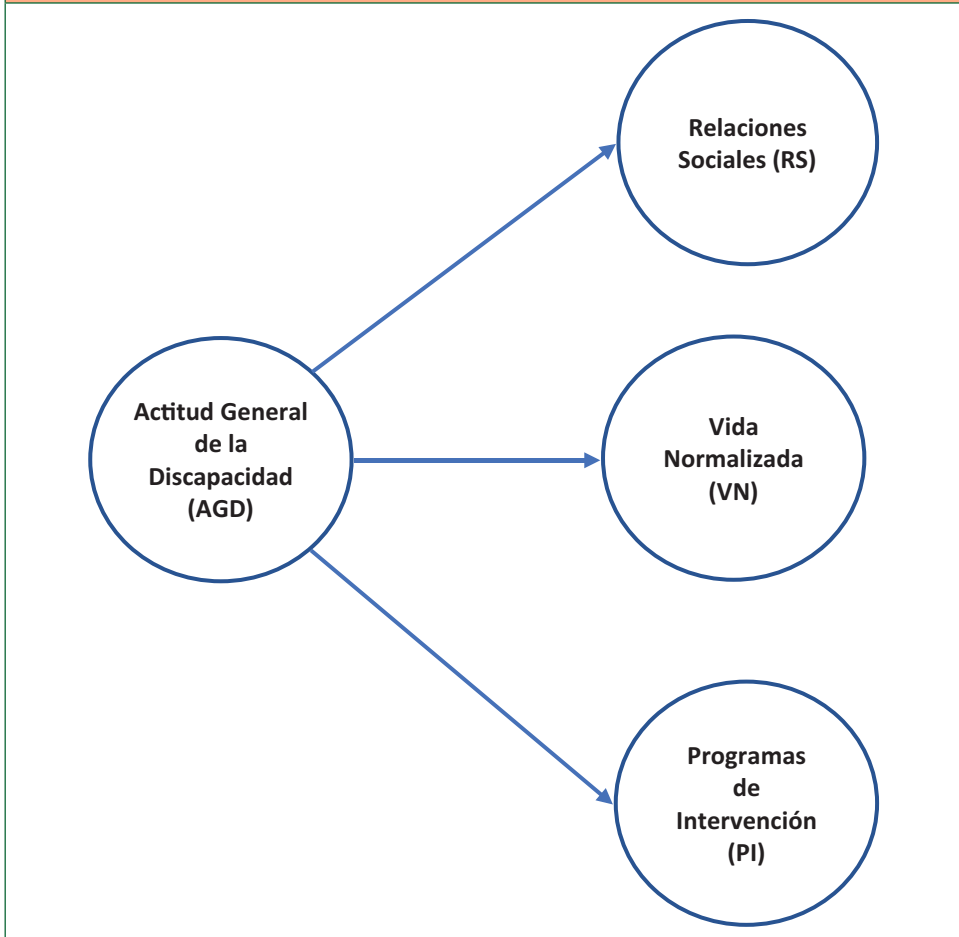 Relaciones
Sociales (RS)
Actitud General
de la
Discapacidad
(AGD)
Vida
Normalizada
(VN)
Programas
de
Intervención
(PI)